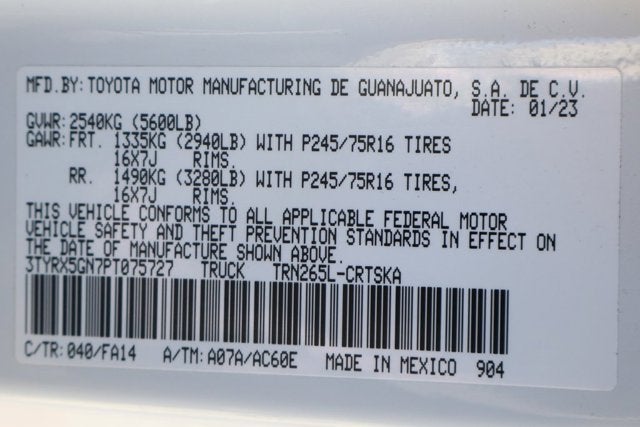 MFD.BY: TOYOTA MOTOR MANUFACTURING DE GUANAJUATO, S.A. DE C.V.
DATE: 01/23
GVWR: 2540KG (5600LB)
GAWR: FRT. 1335KG (2940LB) WITH P245/75R16 TIRES
16X7J RIMS.
RR. 1490KG (3280LB) WITH P245/75R16 TIRES,
16X7J RIMS.
THIS VEHICLE CONFORMS TO ALL APPLICABLE FEDERAL MOTOR
VEHICLE SAFETY AND THEFT PREVENTION STANDARDS IN EFFECT ON
THE DATE OF MANUFACTURE SHOWN ABOVE.
3TYRX5GN7PT075727 TRUCK TRN265L-CRTSKA
C/TR: 040/FA14 A/TM: A07A/AC60E MADE IN MEXICO 904